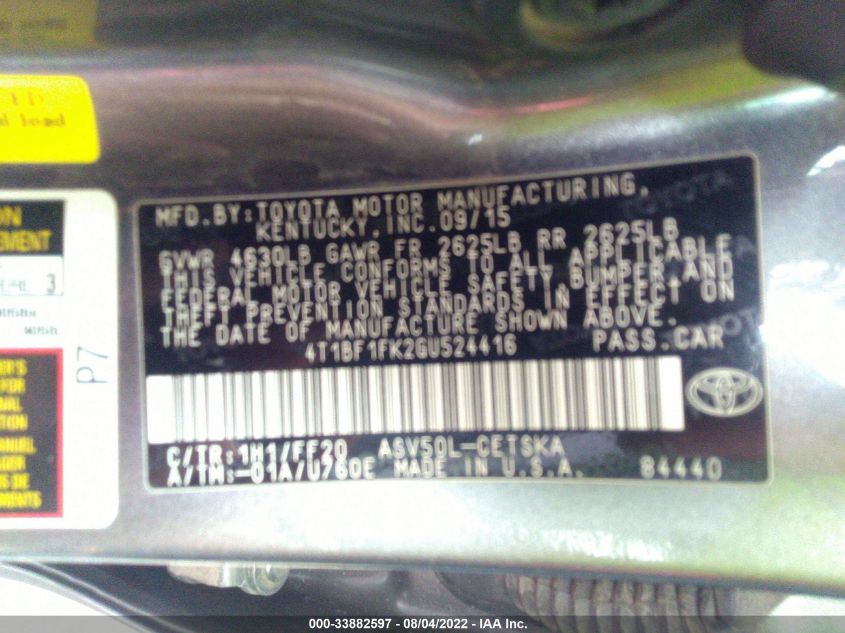 d load
MFD.BY:TOYOTA MOTOR MANUFACTURING,
KENTUCKY,INC.09/15
GVWR 4630LB GAWR FR 2625LB RR 2625LB
THIS VEHICLE CONFORMS TO ALL APPLICABLE
FEDERAL MOTOR VEHICLE SAFETY,BUMPER,AND
THEFT PREVENTION STANDARDS IN EFFECT ON
THE DATE OF MANUFACTURE SHOWN ABOVE.
4T1BF1FK2GU524416 PASS.CAR
C/TR:1H1/FF20 ASV50L-CETSKA
A/TM:-01A/U760E MADE IN U.S.A. 84440
ON
EMENT
3
P7
000-33882597 - 08/04/2022 - IAA Inc.